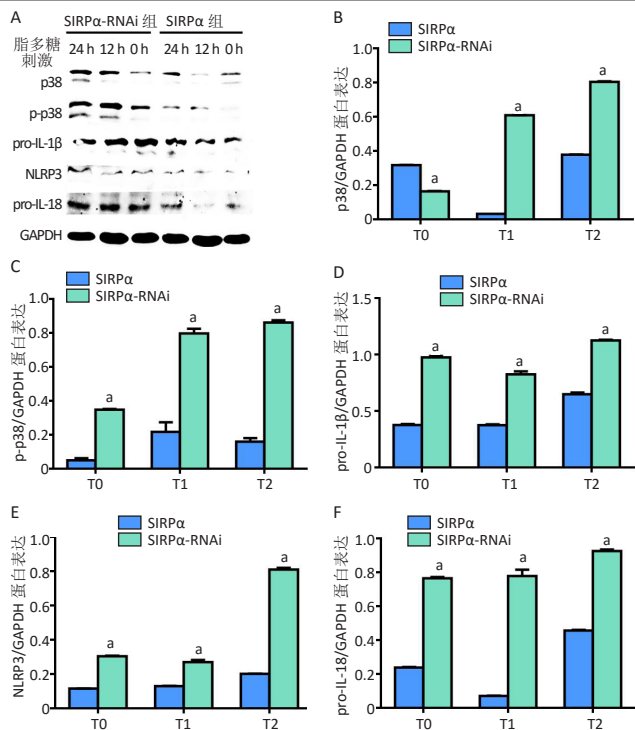 A
SIRPα-RNAi 组 SIRPα 组
脂多糖刺激 24 h 12 h 0 h 24 h 12 h 0 h
p38
p-p38
pro-IL-1β
NLRP3
pro-IL-18
GAPDH
B
SIRPα
SIRPα-RNAi
p38/GAPDH 蛋白表达
1.0
0.8
0.6
0.4
0.2
0
a
a
a
T0 T1 T2
C
SIRPα
SIRPα-RNAi
p-p38/GAPDH 蛋白表达
1.0
0.8
0.6
0.4
0.2
0
a
a
a
T0 T1 T2
D
SIRPα
SIRPα-RNAi
pro-IL-1β/GAPDH 蛋白表达
1.5
1.0
0.5
0
a
a
a
T0 T1 T2
E
SIRPα
SIRPα-RNAi
NLRP3/GAPDH 蛋白表达
1.0
0.8
0.6
0.4
0.2
0
a
a
a
T0 T1 T2
F
SIRPα
SIRPα-RNAi
pro-IL-18/GAPDH 蛋白表达
1.0
0.8
0.6
0.4
0.2
0
a
a
a
T0 T1 T2